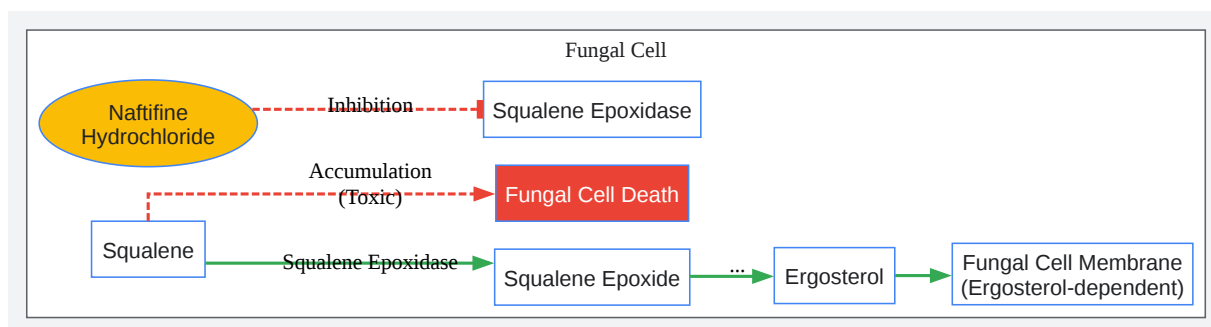 Fungal Cell
Naftifine
Hydrochloride
Inhibition
Squalene Epoxidase
Accumulation
(Toxic)
Fungal Cell Death
Squalene
Squalene Epoxidase
Squalene Epoxide
...
Ergosterol
Fungal Cell Membrane
(Ergosterol-dependent)